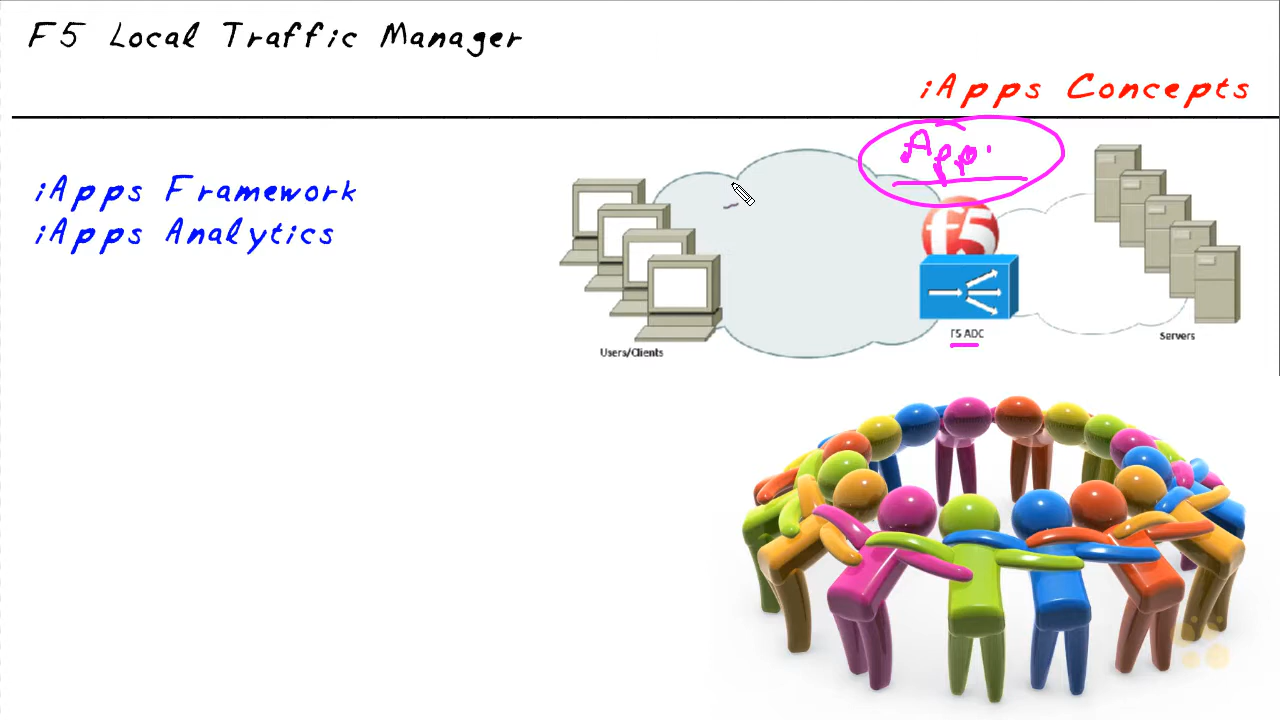 F5 Local Traffic Manager
iApps Concepts
iApps Framework
iApps Analytics
App.
f5
F5 ADC
Users/Clients
Servers